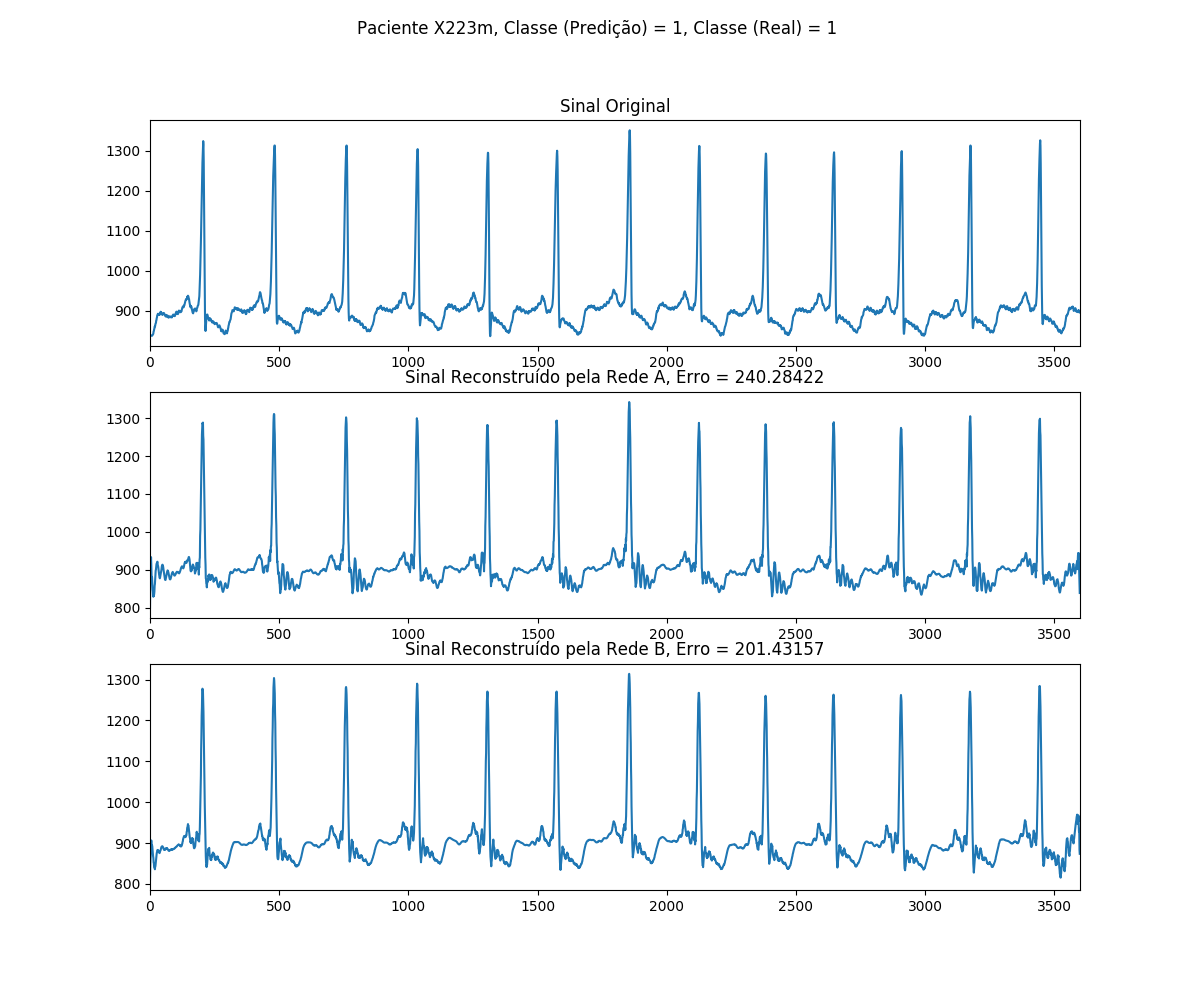 Paciente X223m, Classe (Predição) = 1, Classe (Real) = 1
Sinal Original
1300
1200
1100
1000
900
0 500 1000 1500 2000 2500 3000 3500
Sinal Reconstruído pela Rede A, Erro = 240.28422
1300
1200
1100
1000
900
800
0 500 1000 1500 2000 2500 3000 3500
Sinal Reconstruído pela Rede B, Erro = 201.43157
1300
1200
1100
1000
900
800
0 500 1000 1500 2000 2500 3000 3500